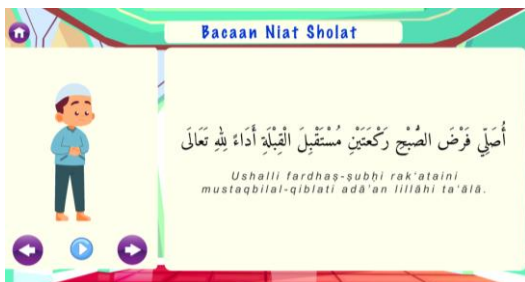 Bacaan Niat Sholat
أُصَلِّي فَرْضَ الصُّبْحِ رَكْعَتَيْنِ مُسْتَقْبِلَ الْقِبْلَةِ أَدَاءً لِلَّهِ تَعَالَى
Ushalli fardhaṣ-ṣubḥi rak‘ataini
mustaqbilal-qiblati adā’an lillāhi ta‘ālā.